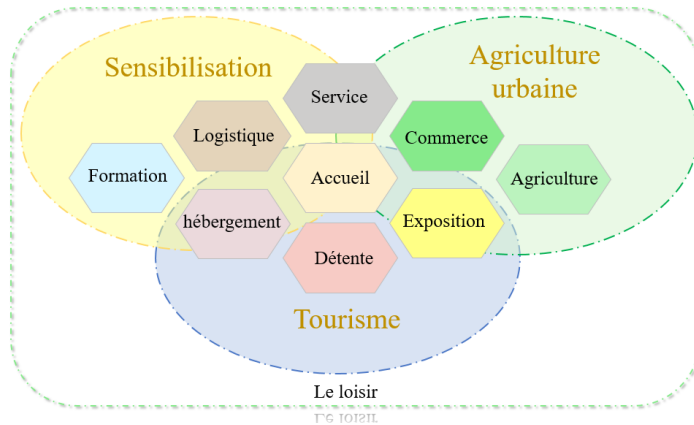 Sensibilisation
Agriculture
urbaine
Service
Logistique
Commerce
Formation
Accueil
Agriculture
hébergement
Exposition
Détente
Tourisme
Le loisir